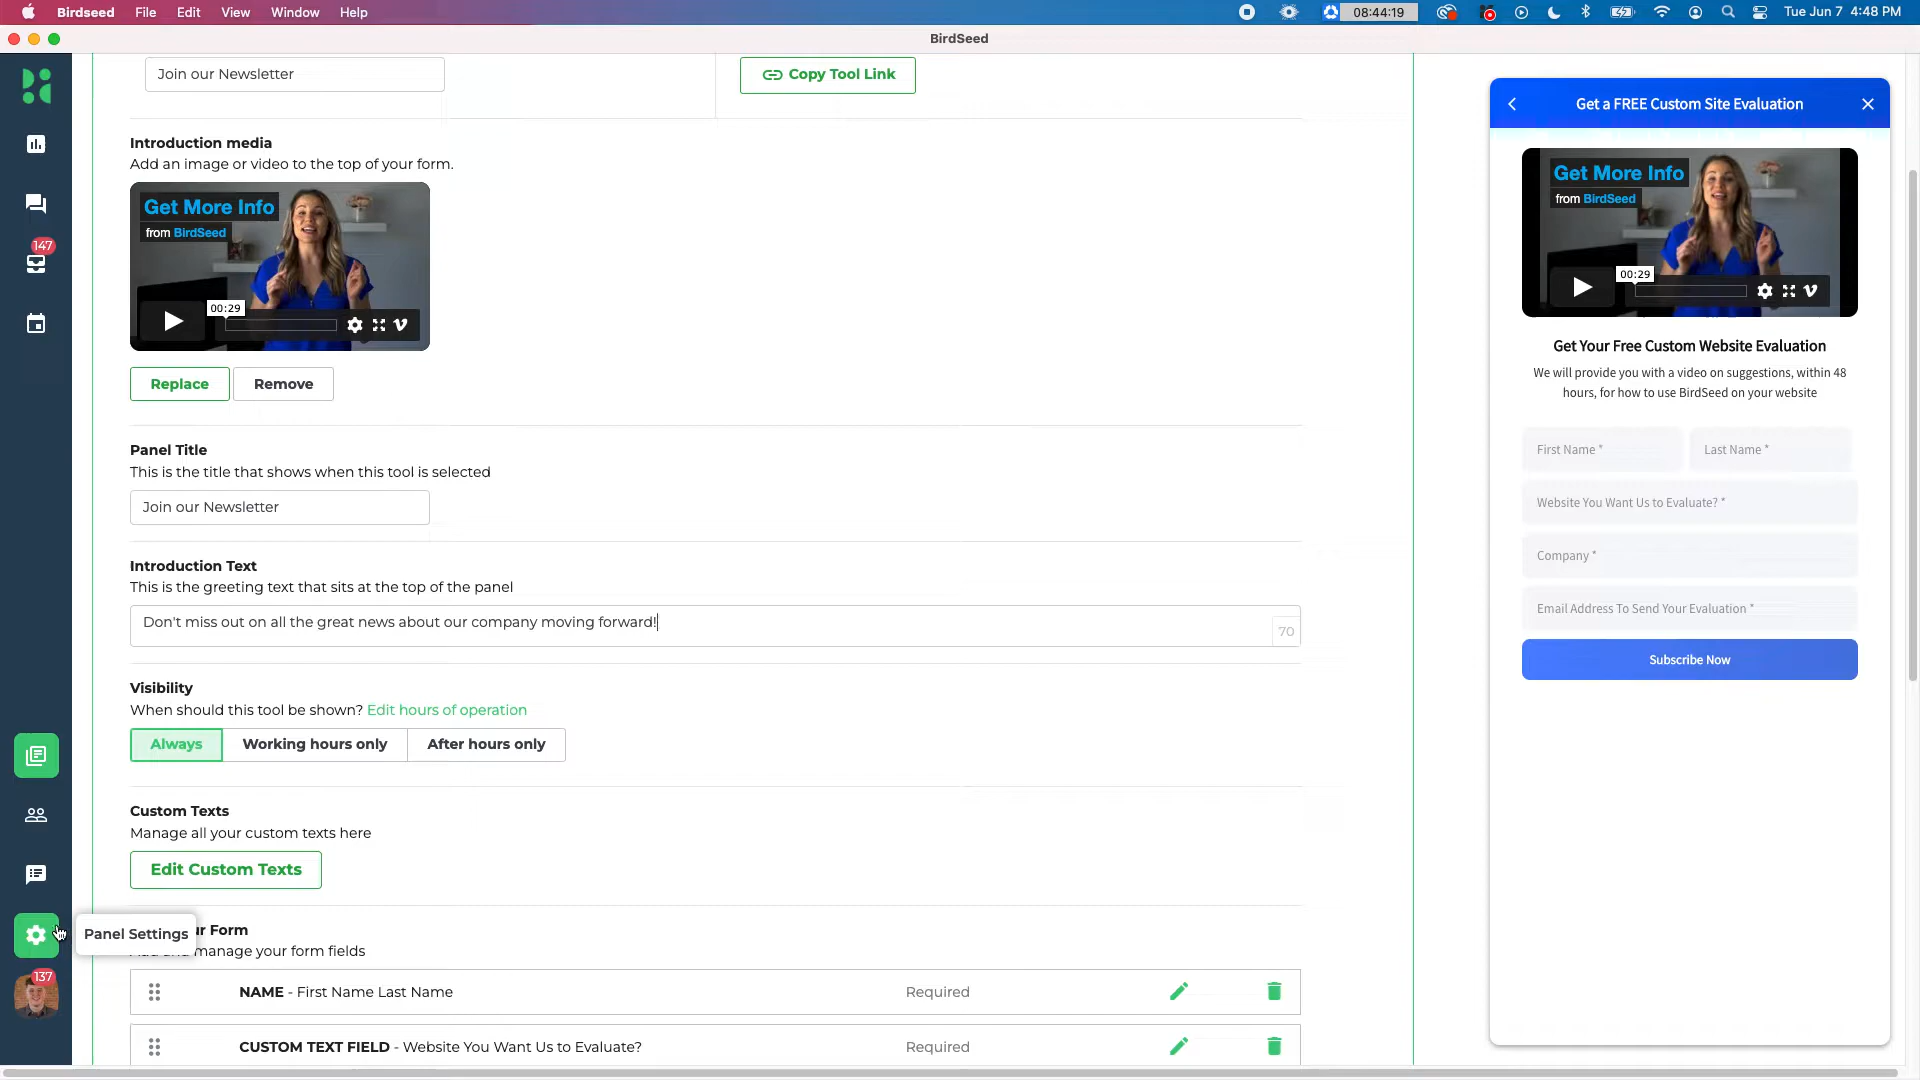 Birdseed File Edit View Window Help
08:44:19
Tue Jun 7 4:48 PM
BirdSeed
Join our Newsletter
Copy Tool Link
Introduction media
Add an image or video to the top of your form.
Get More Info
from BirdSeed
00:29
Replace
Remove
Panel Title
This is the title that shows when this tool is selected
Join our Newsletter
Introduction Text
This is the greeting text that sits at the top of the panel
Don't miss out on all the great news about our company moving forward!
70
Visibility
When should this tool be shown? Edit hours of operation
Always
Working hours only
After hours only
Custom Texts
Manage all your custom texts here
Edit Custom Texts
Form
manage your form fields
NAME - First Name Last Name
Required
CUSTOM TEXT FIELD - Website You Want Us to Evaluate?
Required
147
Panel Settings
137
Get a FREE Custom Site Evaluation
Get More Info
from BirdSeed
00:29
Get Your Free Custom Website Evaluation
We will provide you with a video on suggestions, within 48
hours, for how to use BirdSeed on your website
First Name *
Last Name *
Website You Want Us to Evaluate? *
Company *
Email Address To Send Your Evaluation *
Subscribe Now